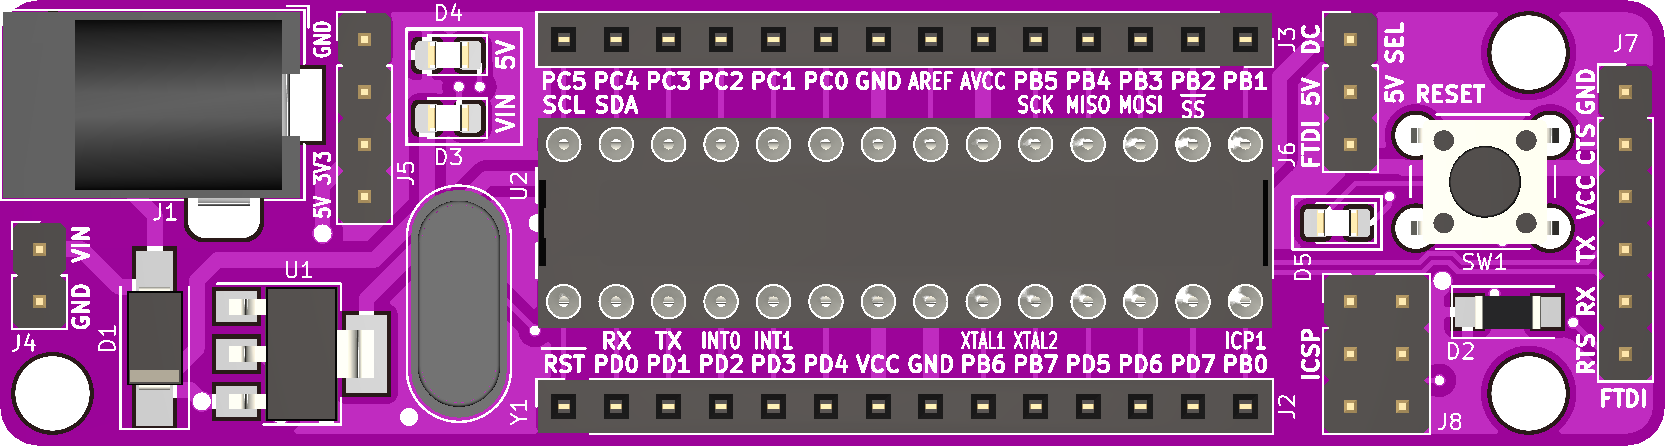 GND
3V3
5V
J5
J1
D4
5V
VIN
D3
J3
PC5 PC4 PC3 PC2 PC1 PC0 GND AREF AVCC PB5 PB4 PB3 PB2 PB1
SCL SDA SCK MISO MOSI SS
U2
J6
DC
5V
FTDI
SEL
5V
RESET
J7
GND
CTS
VCC
TX
RX
RTS
FTDI
SW1
D5
D2
VIN
GND
J4
D1
U1
Y1
RX TX INT0 INT1 XTAL1 XTAL2 ICP1
RST PD0 PD1 PD2 PD3 PD4 VCC GND PB6 PB7 PD5 PD6 PD7 PB0
J2
ICSP
J8